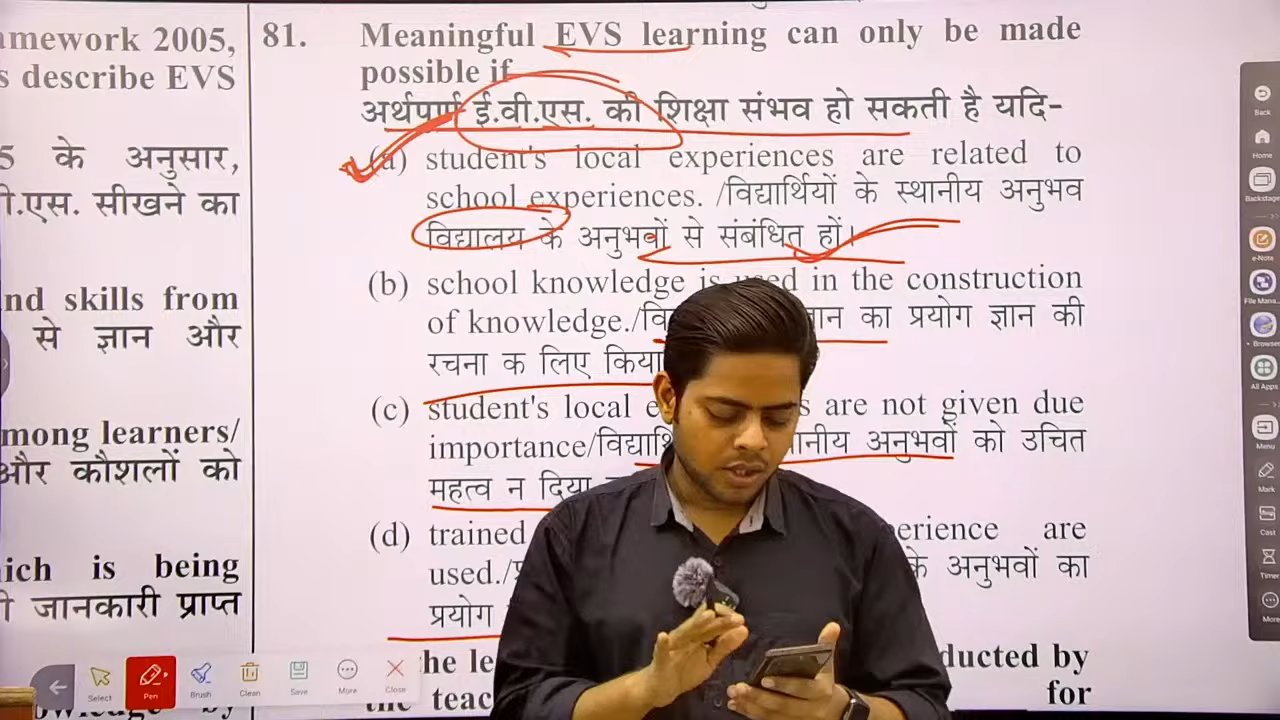 amework 2005,
s describe EVS
5 के अनुसार,
ी.एस. सीखने का
nd skills from
से ज्ञान और
mong learners/
और कौशलों को
ich is being
ी जानकारी प्राप्त
81. Meaningful EVS learning can only be made
possible if
अर्थपूर्ण ई.वी.एस. की शिक्षा संभव हो सकती है यदि-
(a) student's local experiences are related to
school experiences. /विद्यार्थियों के स्थानीय अनुभव
विद्यालय के अनुभवों से संबंधित हों।
(b) school knowledge is used in the construction
of knowledge./वि ान का प्रयोग ज्ञान की
रचना क लिए किया
(c) student's local e s are not given due
importance/विद्यार्थि ानीय अनुभवों को उचित
महत्व न दिया
(d) trained erience are
used./प्र के अनुभवों का
प्रयोग
he le ducted by
teac for
Back
Home
Backstage
e-Note
File Mana..
Browser
All Apps
Menu
Mark
Cast
Timer
More
Select
Pen
Brush
Clean
Save
More
Close